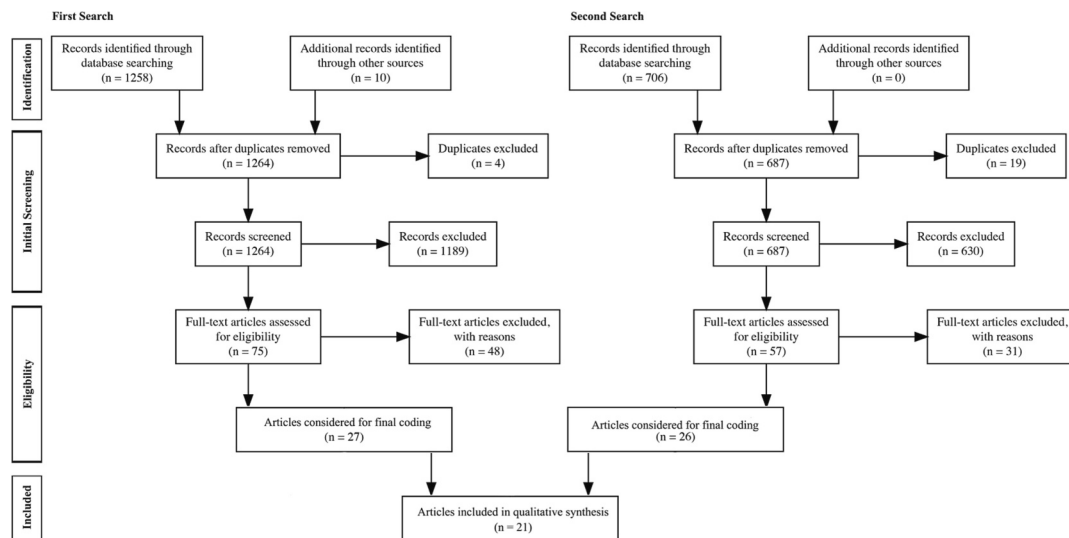 First Search
Second Search
Identification
Records identified through
database searching
(n = 1258)
Additional records identified
through other sources
(n = 10)
Records identified through
database searching
(n = 706)
Additional records identified
through other sources
(n =0)
Initial Screening
Records after duplicates removed
(n = 1264)
Duplicates excluded
(n = 4)
Records after duplicates removed
(n = 687)
Duplicates excluded
(n = 19)
Records screened
(n = 1264)
Records excluded
(n = 1189)
Records screened
(n = 687)
Records excluded
(n = 630)
Eligibility
Full-text articles assessed
for eligibility
(n = 75)
Full-text articles excluded,
with reasons
(n = 48)
Full-text articles assessed
for eligibility
(n = 57)
Full-text articles excluded,
with reasons
(n = 31)
Articles considered for final coding
(n = 27)
Articles considered for final coding
(n = 26)
Included
Articles included in qualitative synthesis
(n = 21)